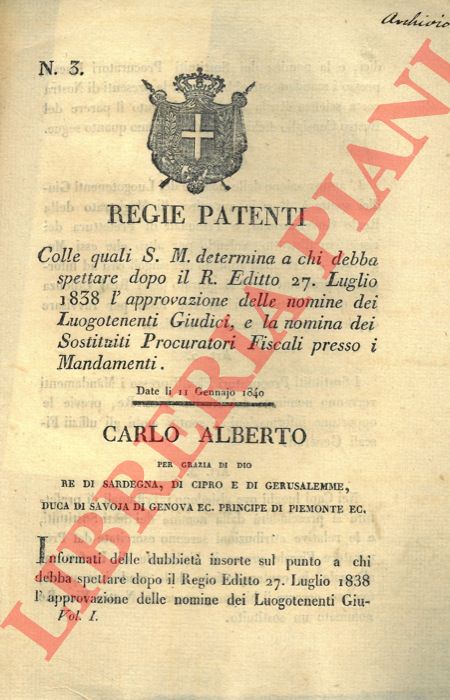 Archivio
N. 3.
REGIE PATENTI
Colle quali S. M. determina a chi debba
spettare dopo il R. Editto 27. Luglio
1838 l'approvazione delle nomine dei
Luogotenenti Giudici, e la nomina dei
Sostituiti Procuratori Fiscali presso i
Mandamenti.
Date li 11 Gennajo 1840
CARLO ALBERTO
PER GRAZIA DI DIO
RE DI SARDEGNA, DI CIPRO E DI GERUSALEMME,
DUCA DI SAVOJA DI GENOVA EC. PRINCIPE DI PIEMONTE EC.
Informati delle dubbietà insorte sul punto a chi
debba spettare dopo il Regio Editto 27. Luglio 1838
l'approvazione delle nomine dei Luogotenenti Giu-
Vol. I.
LIBRERIA PIANI